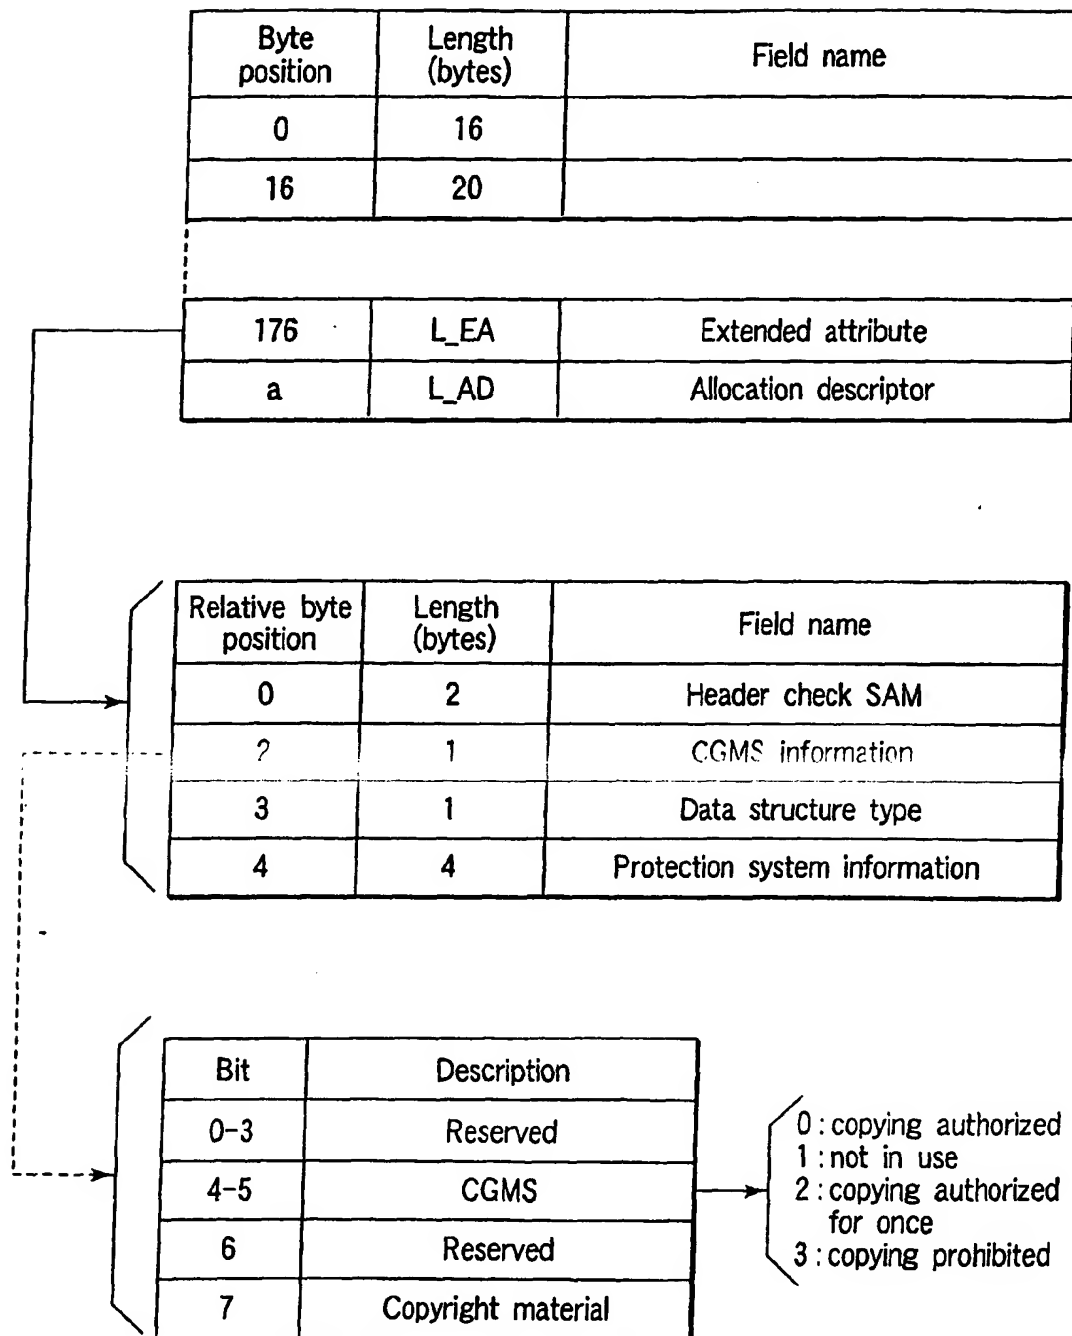 Byte position Length (bytes) Field name
0 16
16 20
176 L_EA Extended attribute
a L_AD Allocation descriptor
Relative byte position Length (bytes) Field name
0 2 Header check SAM
2 1 CGMS information
3 1 Data structure type
4 4 Protection system information
Bit Description
0-3 Reserved
4-5 CGMS
6 Reserved
7 Copyright material
0 : copying authorized
1 : not in use
2 : copying authorized
for once
3 : copying prohibited